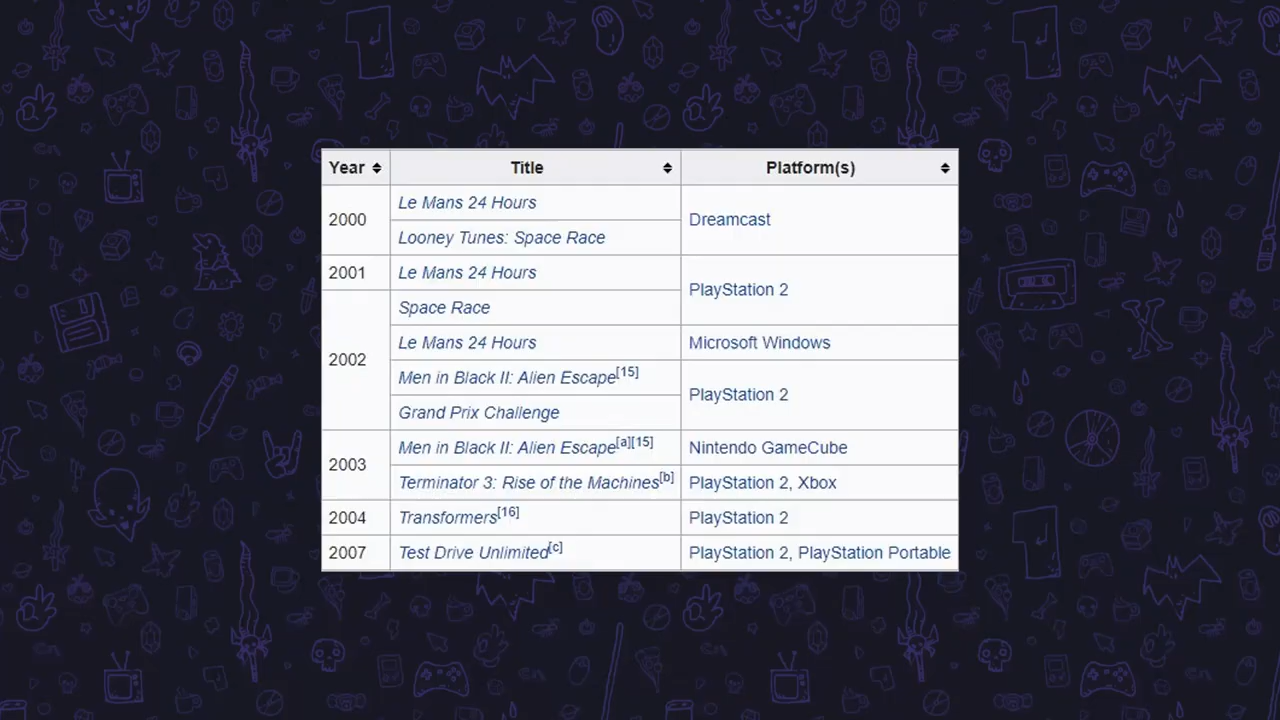 Year Title Platform(s)
2000 Le Mans 24 Hours Dreamcast
Looney Tunes: Space Race
2001 Le Mans 24 Hours PlayStation 2
2002 Space Race
Le Mans 24 Hours Microsoft Windows
Men in Black II: Alien Escape[15] PlayStation 2
Grand Prix Challenge
2003 Men in Black II: Alien Escape[a][15] Nintendo GameCube
Terminator 3: Rise of the Machines[b] PlayStation 2, Xbox
2004 Transformers[16] PlayStation 2
2007 Test Drive Unlimited[c] PlayStation 2, PlayStation Portable